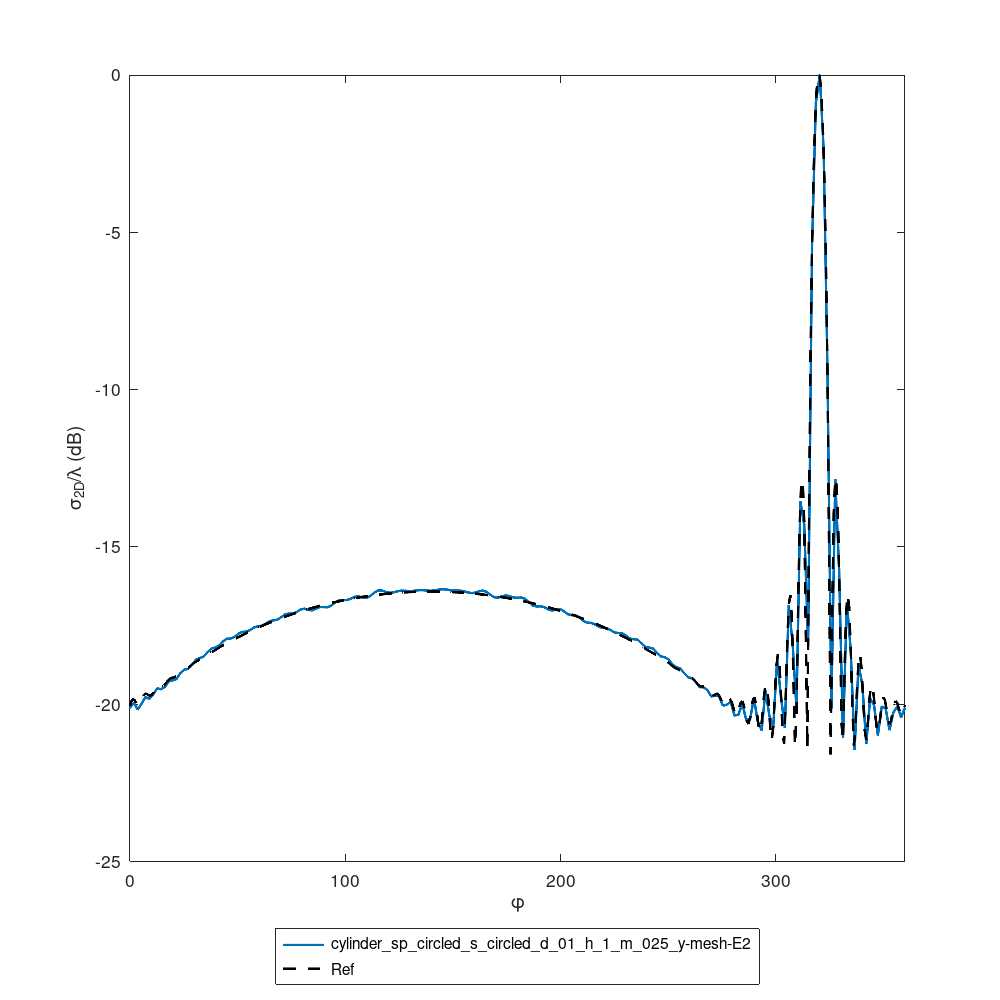 0
-5
-10
-15
-20
-25
σ2D/λ (dB)
0 100 200 300
φ
cylinder_sp_circled_s_circled_d_01_h_1_m_025_y-mesh-E2
Ref